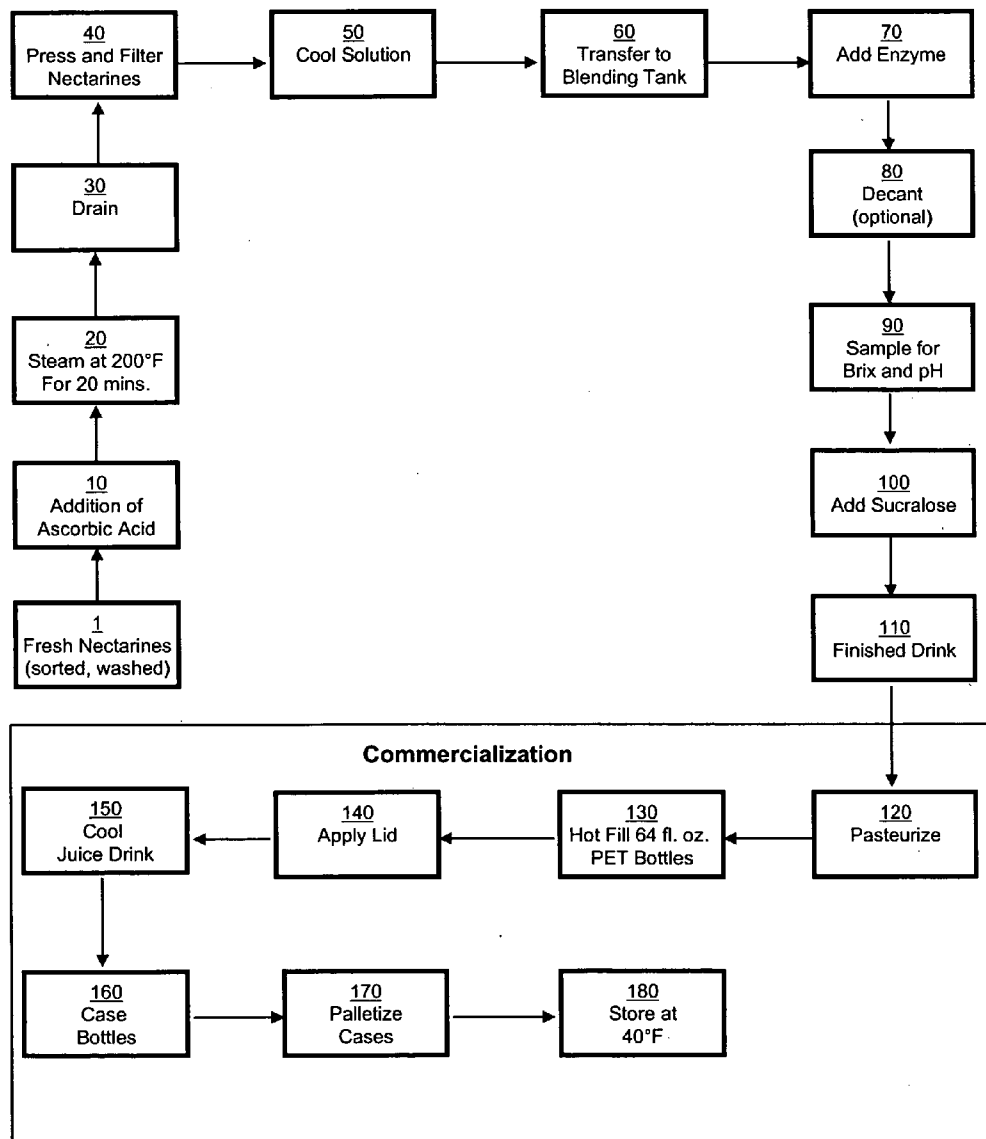 40
Press and Filter
Nectarines
50
Cool Solution
60
Transfer to
Blending Tank
70
Add Enzyme
30
Drain
80
Decant
(optional)
20
Steam at 200°F
For 20 mins.
90
Sample for
Brix and pH
10
Addition of
Ascorbic Acid
100
Add Sucralose
1
Fresh Nectarines
(sorted, washed)
110
Finished Drink
Commercialization
150
Cool
Juice Drink
140
Apply Lid
130
Hot Fill 64 fl. oz.
PET Bottles
120
Pasteurize
160
Case
Bottles
170
Palletize
Cases
180
Store at
40°F